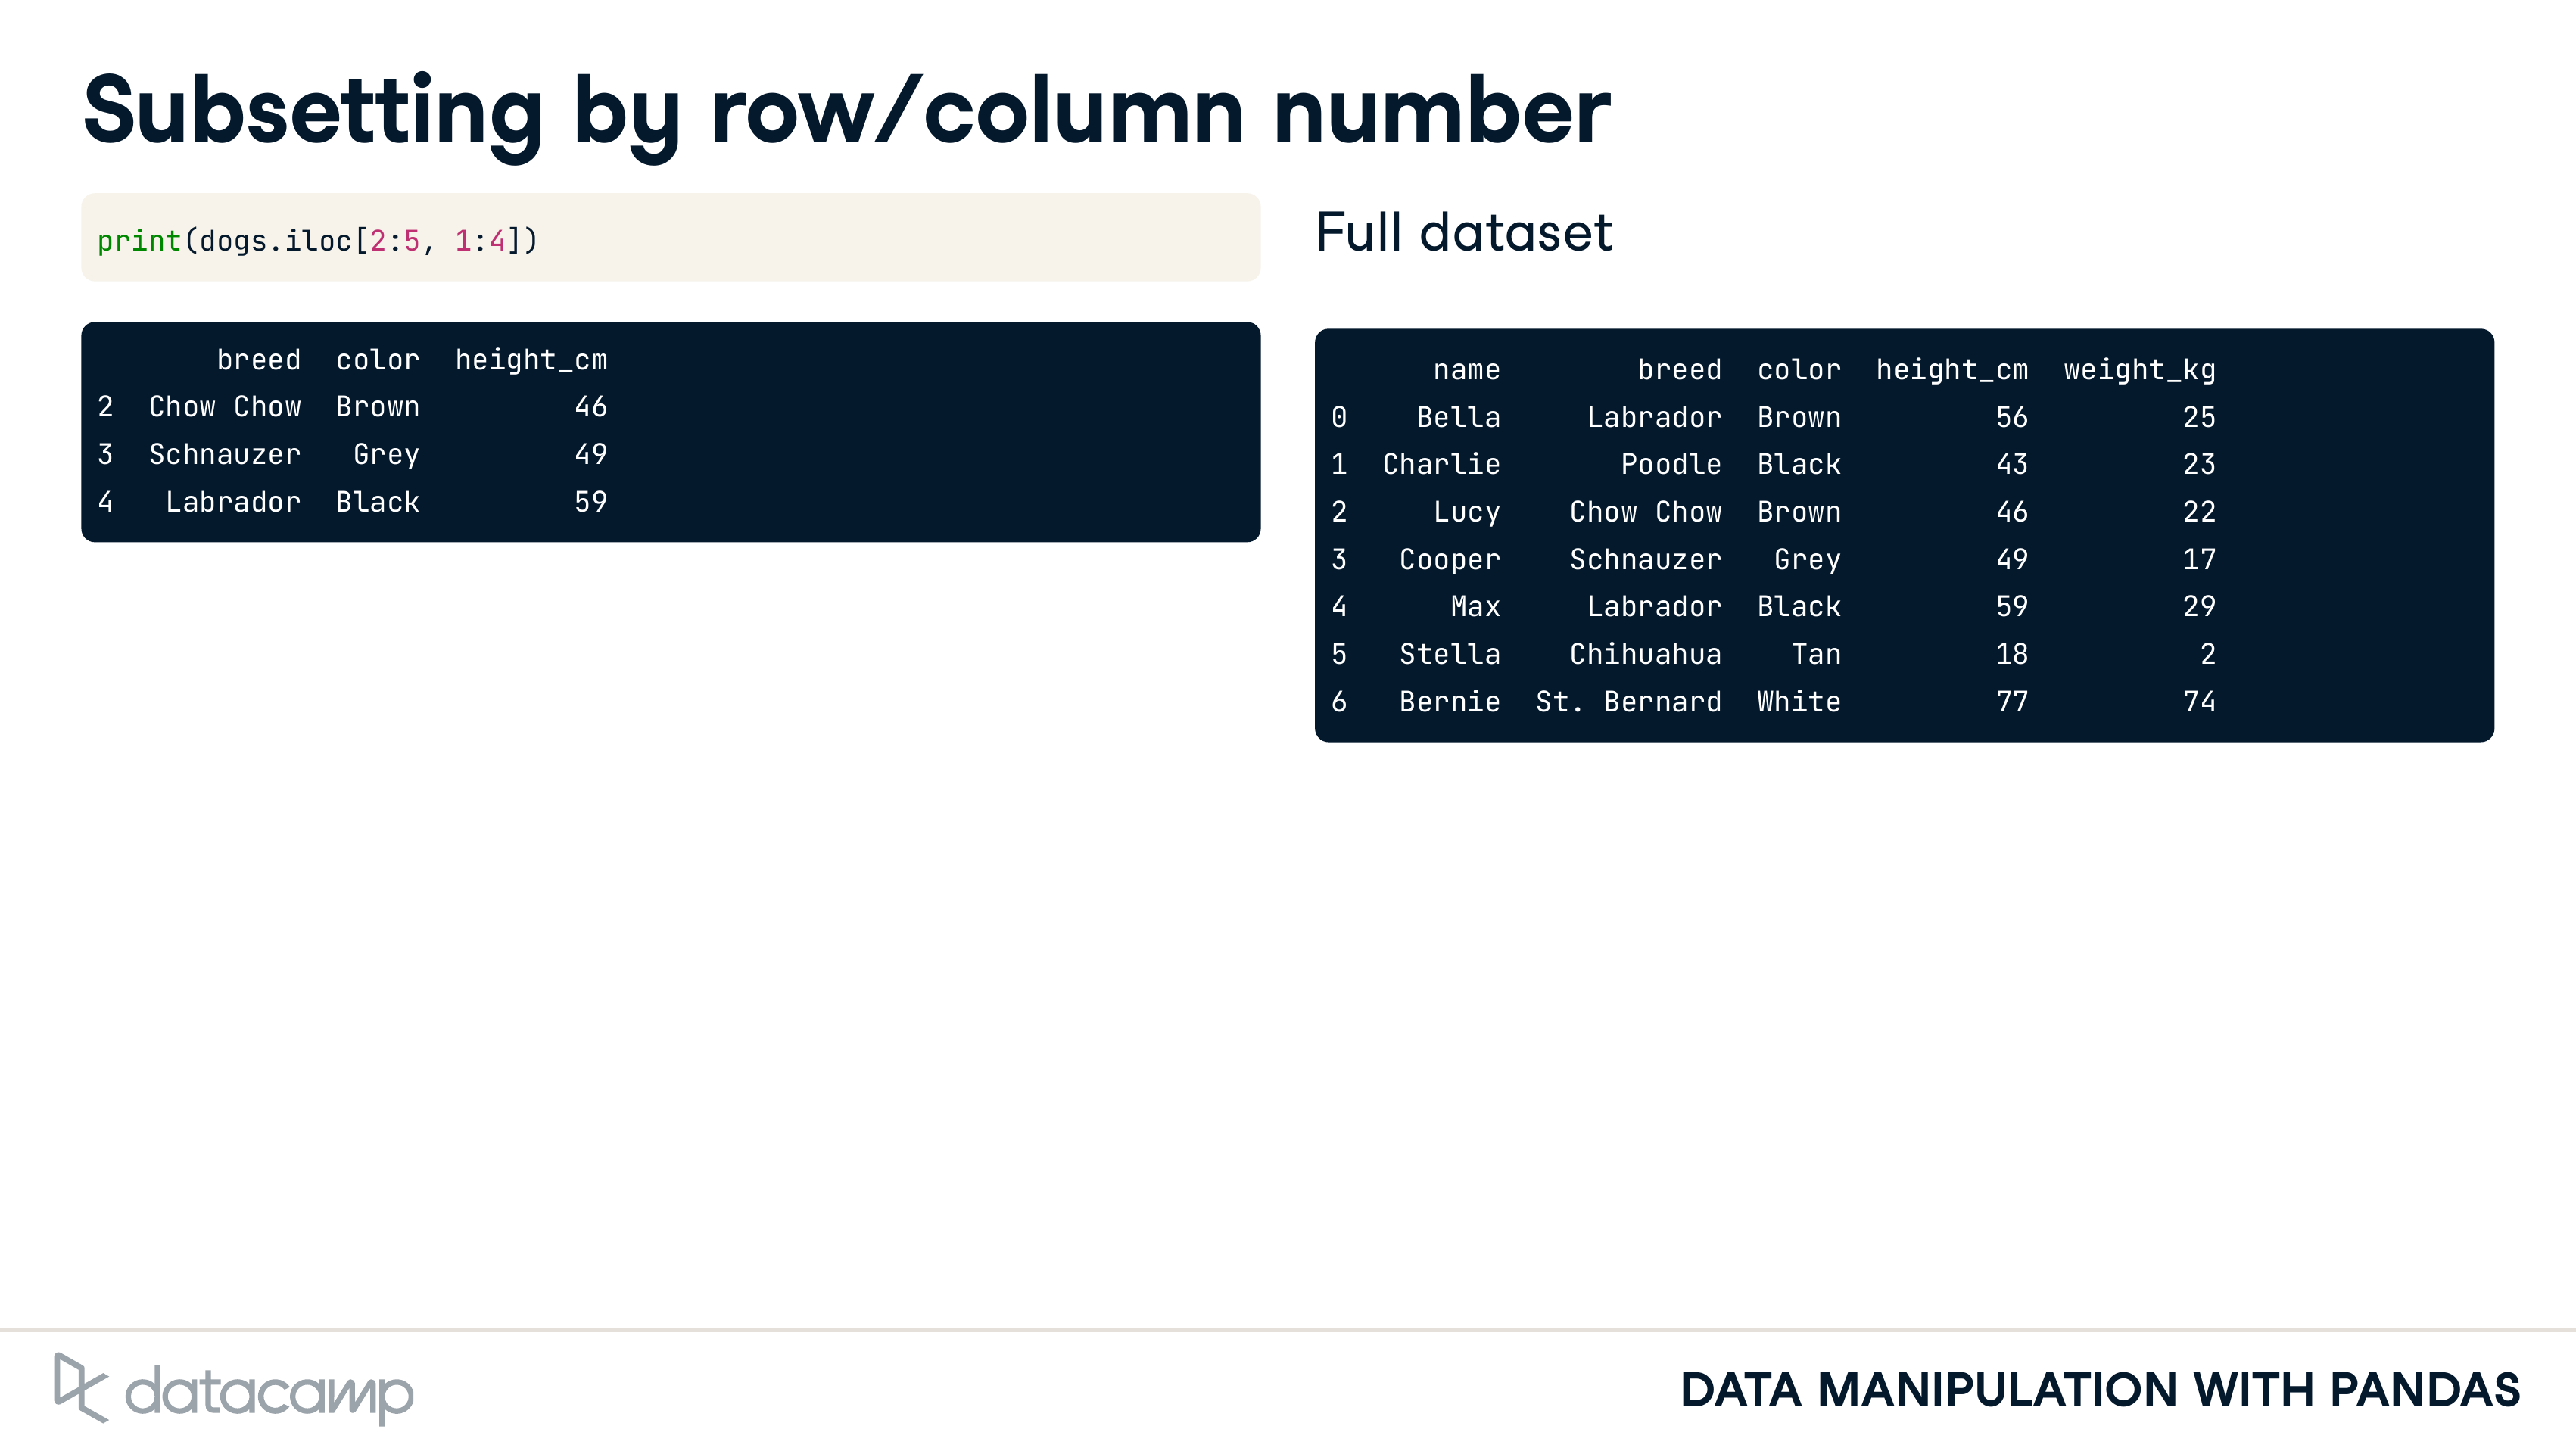 Subsetting by row/column number
print(dogs.iloc[2:5, 1:4])
breed color height_cm
2 Chow Chow Brown 46
3 Schnauzer Grey 49
4 Labrador Black 59
Full dataset
name breed color height_cm weight_kg
0 Bella Labrador Brown 56 25
1 Charlie Poodle Black 43 23
2 Lucy Chow Chow Brown 46 22
3 Cooper Schnauzer Grey 49 17
4 Max Labrador Black 59 29
5 Stella Chihuahua Tan 18 2
6 Bernie St. Bernard White 77 74
datacamp
DATA MANIPULATION WITH PANDAS